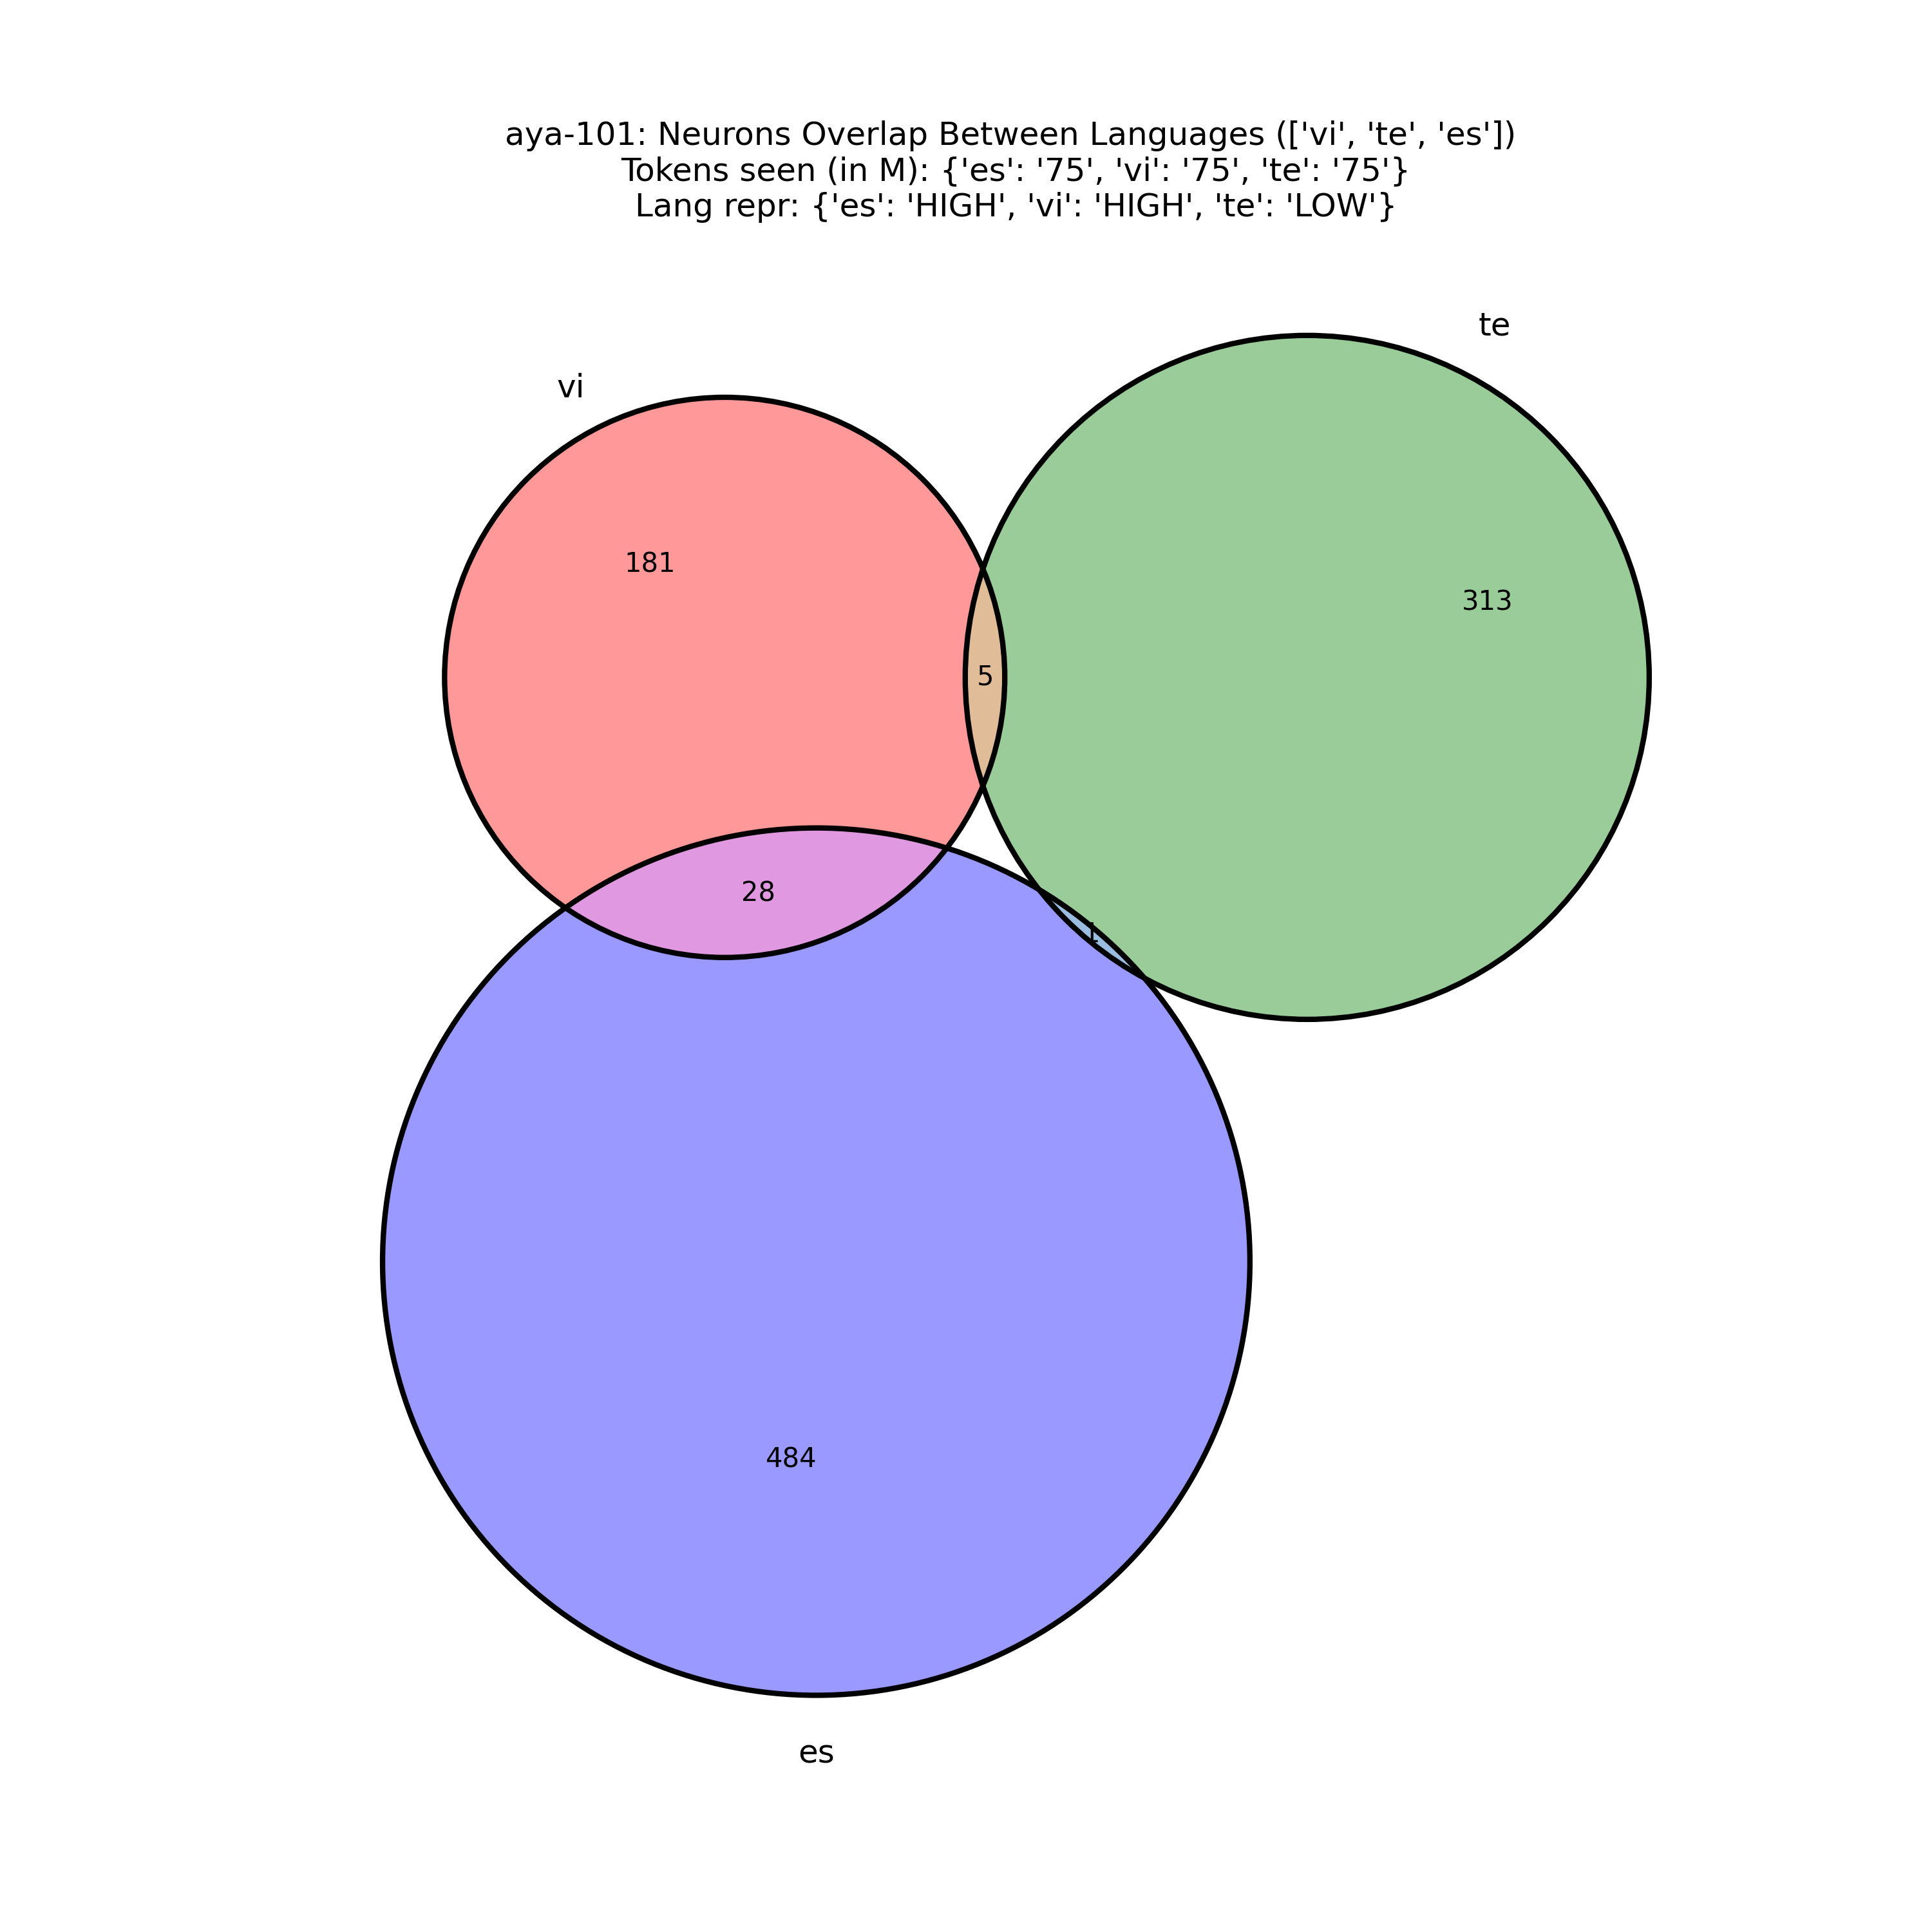 aya-101: Neurons Overlap Between Languages (['vi', 'te', 'es'])
Tokens seen (in M): {'es': '75', 'vi': '75', 'te': '75'}
Lang repr: {'es': 'HIGH', 'vi': 'HIGH', 'te': 'LOW'}
te
vi
181
313
5
28
1
484
es